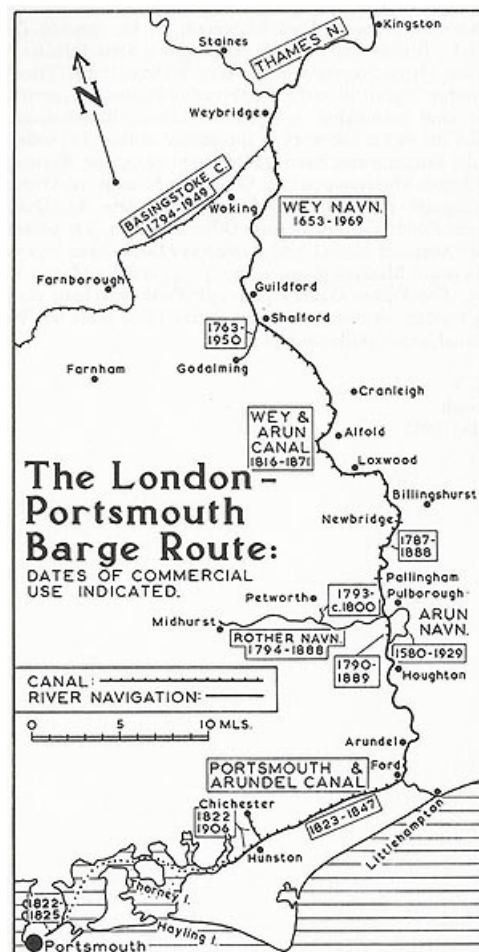 Kingston
Staines
THAMES N.
Weybridge
N
BASINGSTOKE C.
1794-1949
Woking
WEY NAVN.
1653-1969
Farnborough
Guildford
Shalford
1763-
1950
Godalming
Farnham
Cranleigh
WEY &
ARUN
CANAL
1816-1871
Alfold
Loxwood
The London-
Portsmouth
Barge Route:
DATES OF COMMERCIAL
USE INDICATED.
Billingshurst
Newbridge
1787-
1888
Pallingham
Pulborough
1793-
c.1800
Petworth
ARUN
NAVN.
Midhurst
ROTHER NAVN.
1794-1888
1580-1929
1790-
1889
Houghton
CANAL:
RIVER NAVIGATION:
0 5 10 MLS.
Arundel
Ford
PORTSMOUTH &
ARUNDEL CANAL
Chichester
1822
1906
1823-1847
Hunston
Littlehampton
Thorney I.
1822-
1825
Hayling I.
Portsmouth